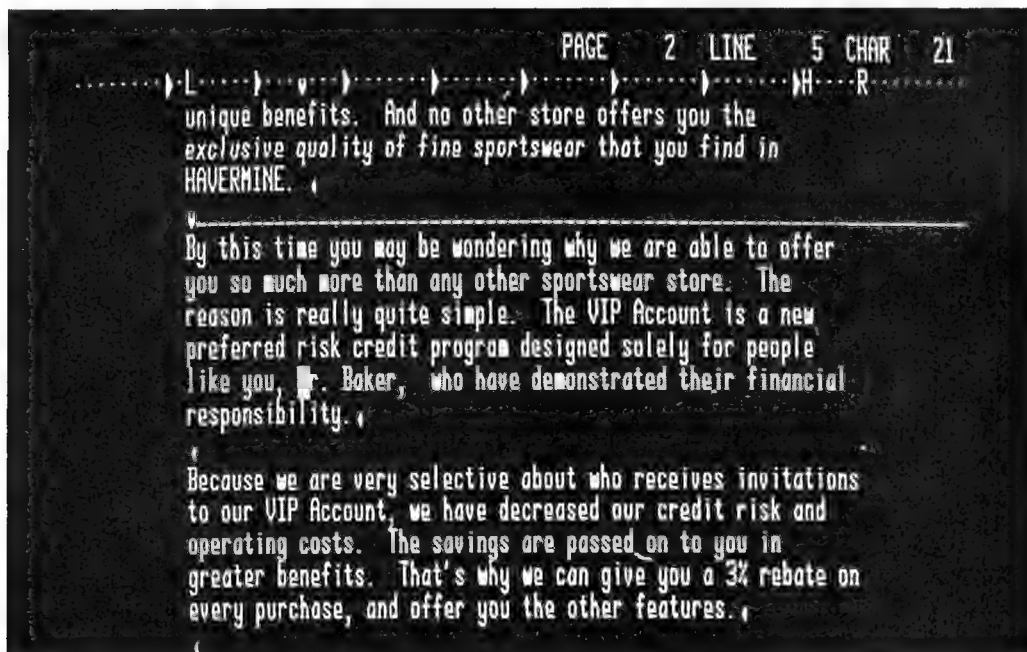 PAGE 2 LINE 5 CHAR 21
L H R
unique benefits. And no other store offers you the
exclusive quality of fine sportswear that you find in
HAVERMINE.
By this time you may be wondering why we are able to offer
you so much more than any other sportswear store. The
reason is really quite simple. The VIP Account is a new
preferred risk credit program designed solely for people
like you, Mr. Baker, who have demonstrated their financial
responsibility.
Because we are very selective about who receives invitations
to our VIP Account, we have decreased our credit risk and
operating costs. The savings are passed on to you in
greater benefits. That's why we can give you a 3% rebate on
every purchase, and offer you the other features.